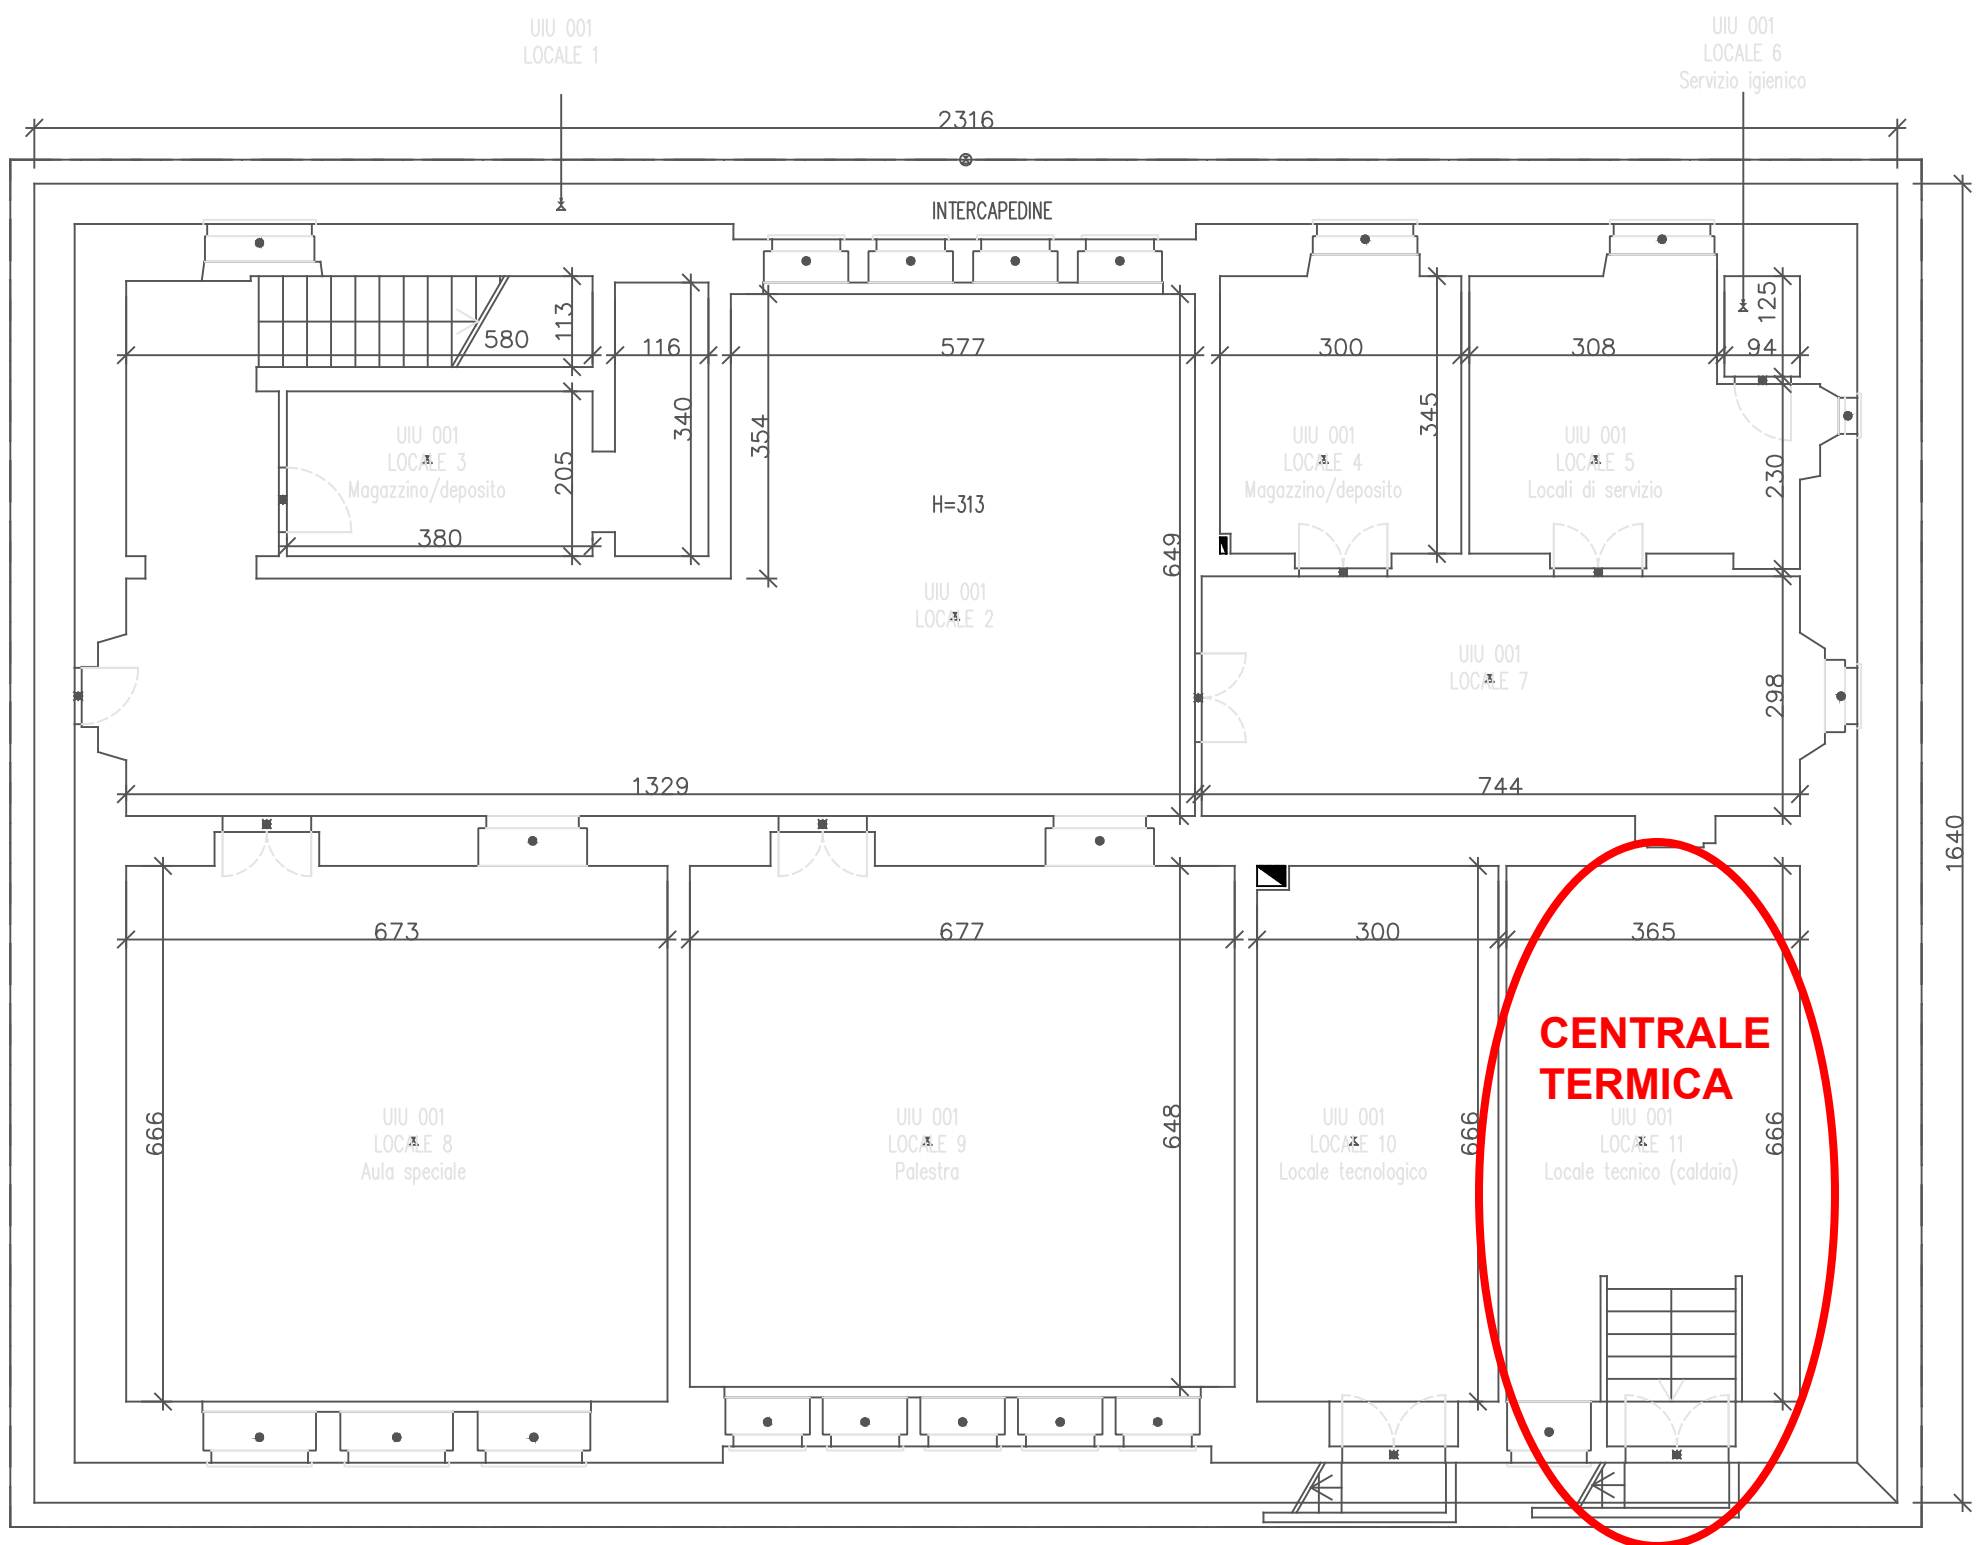 UIU 001
LOCALE 1
UIU 001
LOCALE 6
Servizio igienico
2316
INTERCAPEDINE
580
113
116
577
300
308
94
125
340
354
345
230
UIU 001
LOCALE 3
Magazzino/deposito
205
380
H=313
UIU 001
LOCALE 4
Magazzino/deposito
UIU 001
LOCALE 5
Locali di servizio
649
UIU 001
LOCALE 2
UIU 001
LOCALE 7
298
1329
744
1640
673
677
300
365
CENTRALE
TERMICA
666
UIU 001
LOCALE 8
Aula speciale
UIU 001
LOCALE 9
Palestra
648
UIU 001
LOCALE 10
Locale tecnologico
666
UIU 001
LOCALE 11
Locale tecnico (caldaia)
666